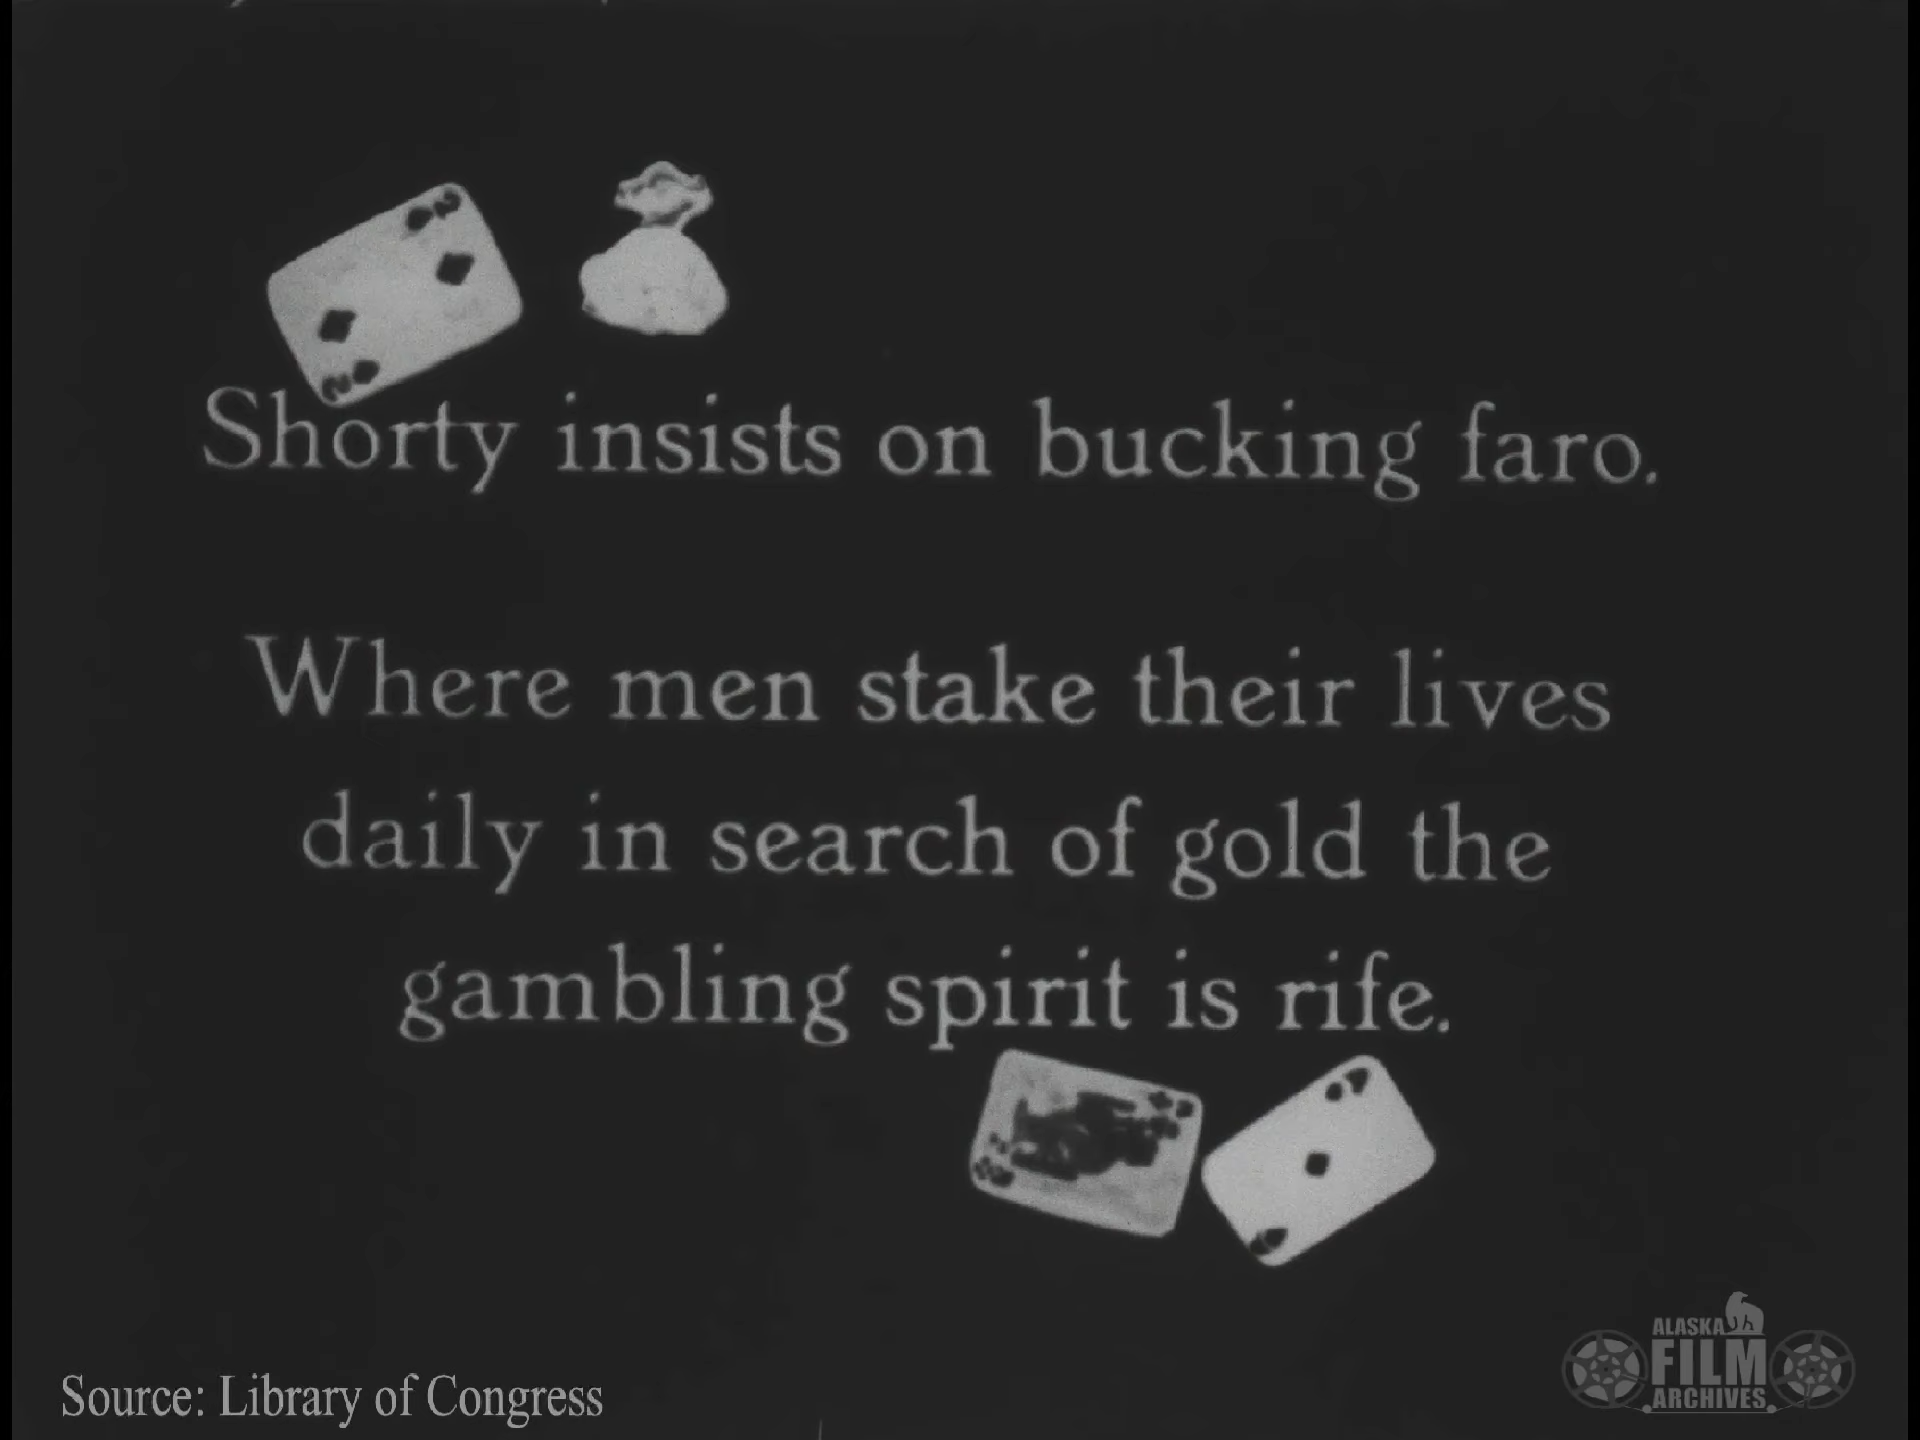 Shorty insists on bucking faro.
Where men stake their lives
daily in search of gold the
gambling spirit is rife.
Source: Library of Congress
ALASKA
FILM
ARCHIVES